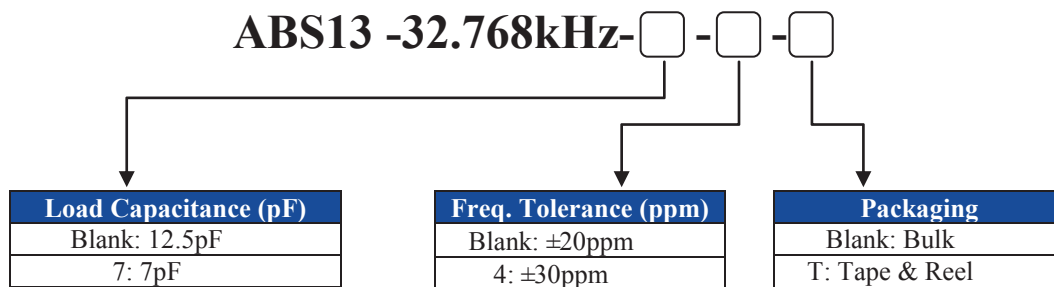 ABS13 -32.768kHz- - -
Load Capacitance (pF)
Blank: 12.5pF
7: 7pF
Freq. Tolerance (ppm)
Blank: ±20ppm
4: ±30ppm
Packaging
Blank: Bulk
T: Tape & Reel